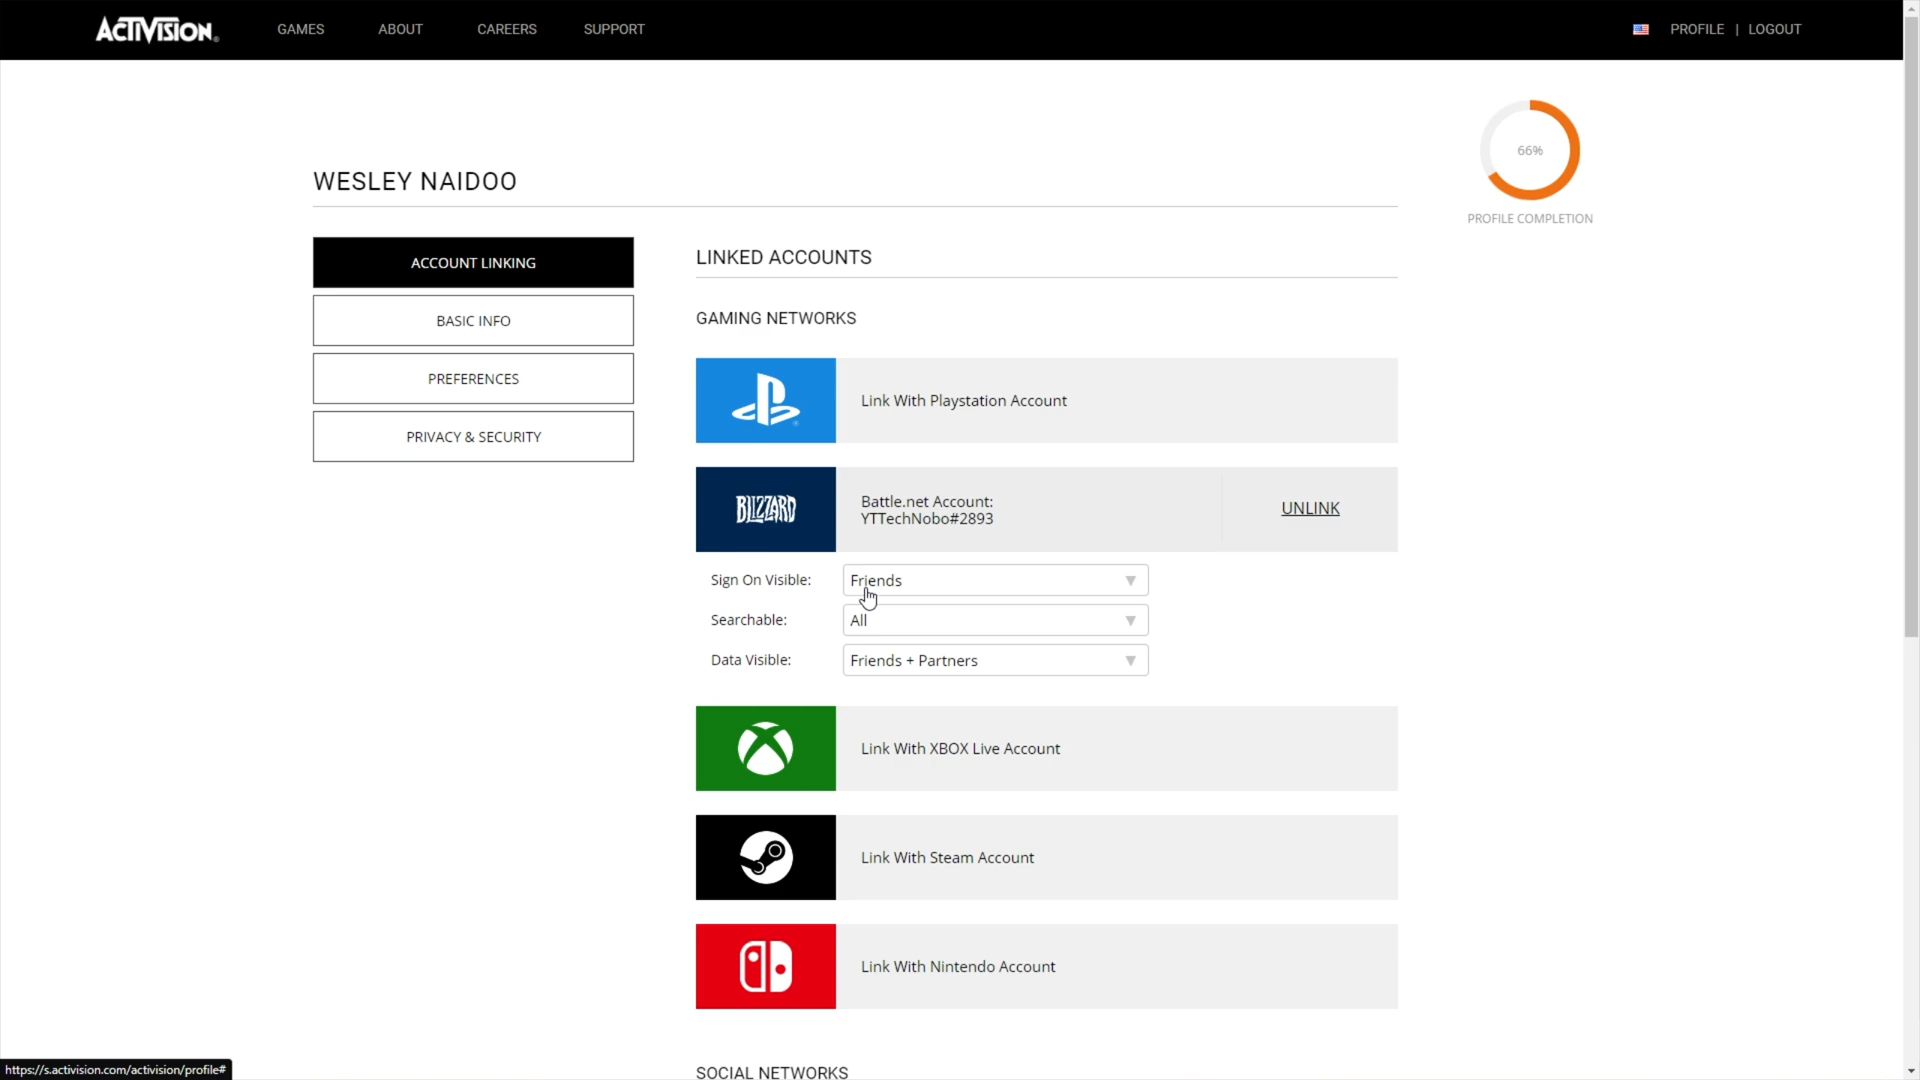 ACTIVISION
GAMES
ABOUT
CAREERS
SUPPORT
PROFILE | LOGOUT
66%
PROFILE COMPLETION
WESLEY NAIDOO
ACCOUNT LINKING
BASIC INFO
PREFERENCES
PRIVACY & SECURITY
LINKED ACCOUNTS
GAMING NETWORKS
Link With Playstation Account
BLIZZARD
Battle.net Account:
YTTechNobo#2893
UNLINK
Sign On Visible:
Friends
Searchable:
All
Data Visible:
Friends + Partners
Link With XBOX Live Account
Link With Steam Account
Link With Nintendo Account
SOCIAL NETWORKS
https://s.activision.com/activision/profile#